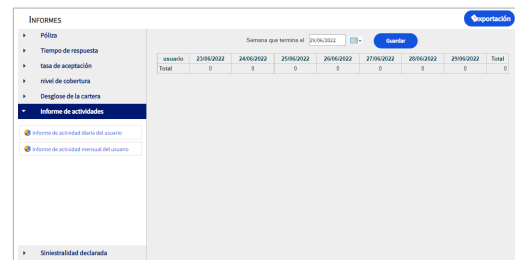 INFORMES
Exportación
Póliza
Tiempo de respuesta
tasa de aceptación
nivel de cobertura
Desglose de la cartera
Informe de actividades
Informe de actividad diaria del usuario
Informe de actividad mensual del usuario
Siniestralidad declarada
Semana que termina el 29/06/2022 Guardar
usuario 23/06/2022 24/06/2022 25/06/2022 26/06/2022 27/06/2022 28/06/2022 29/06/2022 Total
Total 0 0 0 0 0 0 0 0